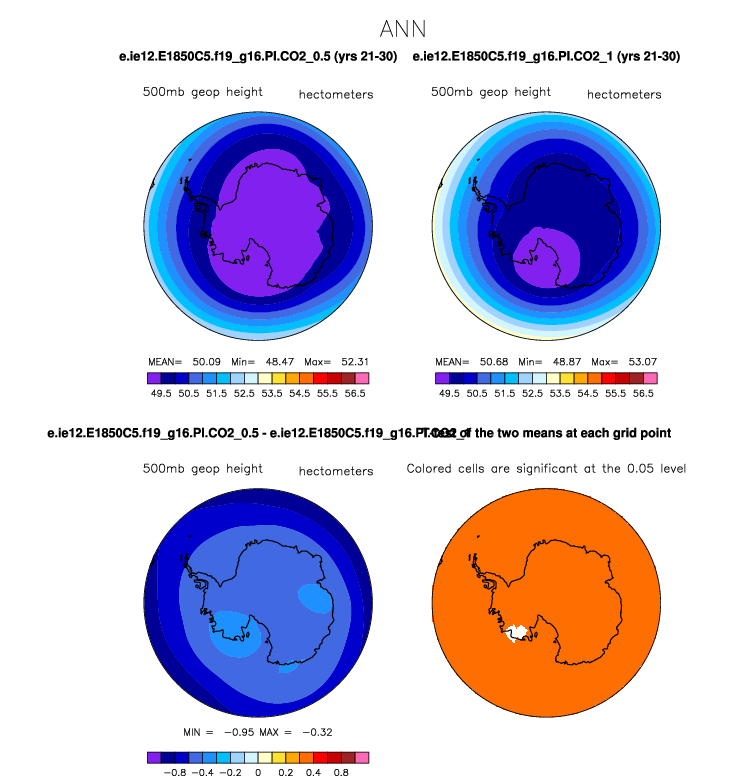 ANN
e.ie12.E1850C5.f19_g16.PI.CO2_0.5 (yrs 21-30) e.ie12.E1850C5.f19_g16.PI.CO2_1 (yrs 21-30)
500mb geop height hectometers 500mb geop height hectometers
MEAN= 50.09 Min= 48.47 Max= 52.31 MEAN= 50.68 Min= 48.87 Max= 53.07
49.5 50.5 51.5 52.5 53.5 54.5 55.5 56.5 49.5 50.5 51.5 52.5 53.5 54.5 55.5 56.5
e.ie12.E1850C5.f19_g16.PI.CO2_0.5 - e.ie12.E1850C5.f19_g16.PI.CO2_1 T-test of the two means at each grid point
500mb geop height hectometers Colored cells are significant at the 0.05 level
MIN = -0.95 MAX = -0.32
-0.8 -0.4 -0.2 0 0.2 0.4 0.8